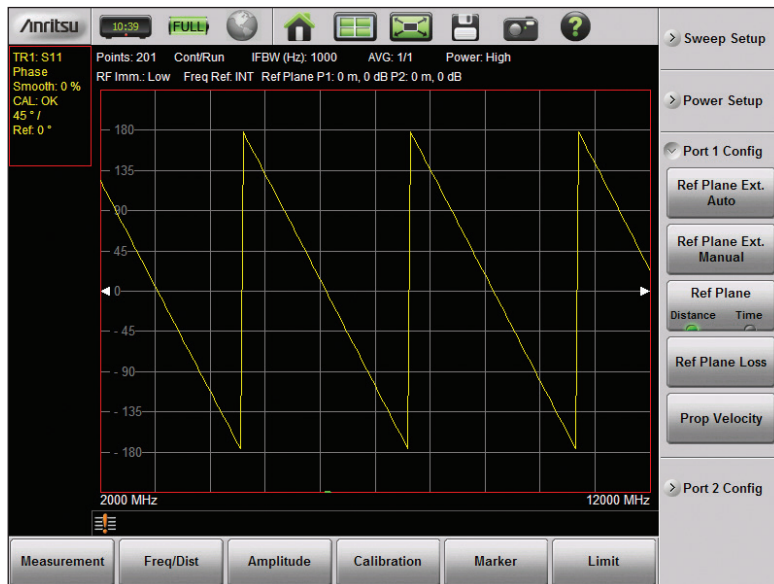 Anritsu
10:39
FULL
?
TR1: S11
Phase
Smooth: 0 %
CAL: OK
45 ° /
Ref: 0 °
Points: 201 Cont/Run IFBW (Hz): 1000 AVG: 1/1 Power: High
RF Imm.: Low Freq Ref: INT Ref Plane P1: 0 m, 0 dB P2: 0 m, 0 dB
180
135
90
45
0
- 45
- 90
- 135
- 180
2000 MHz
12000 MHz
Sweep Setup
Power Setup
Port 1 Config
Ref Plane Ext.
Auto
Ref Plane Ext.
Manual
Ref Plane
Distance Time
Ref Plane Loss
Prop Velocity
Port 2 Config
Measurement
Freq/Dist
Amplitude
Calibration
Marker
Limit